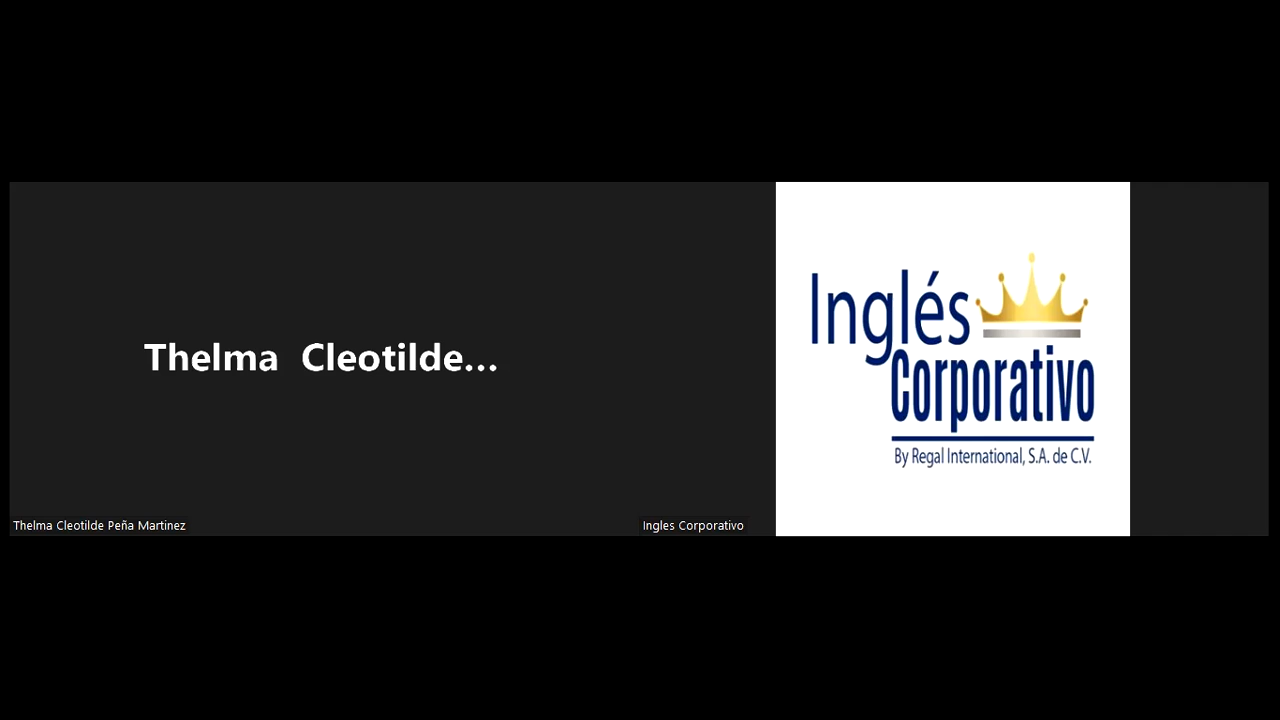 Thelma Cleotilde...
Thelma Cleotilde Peña Martinez
Inglés
Corporativo
By Regal International, S.A. de C.V.
Ingles Corporativo